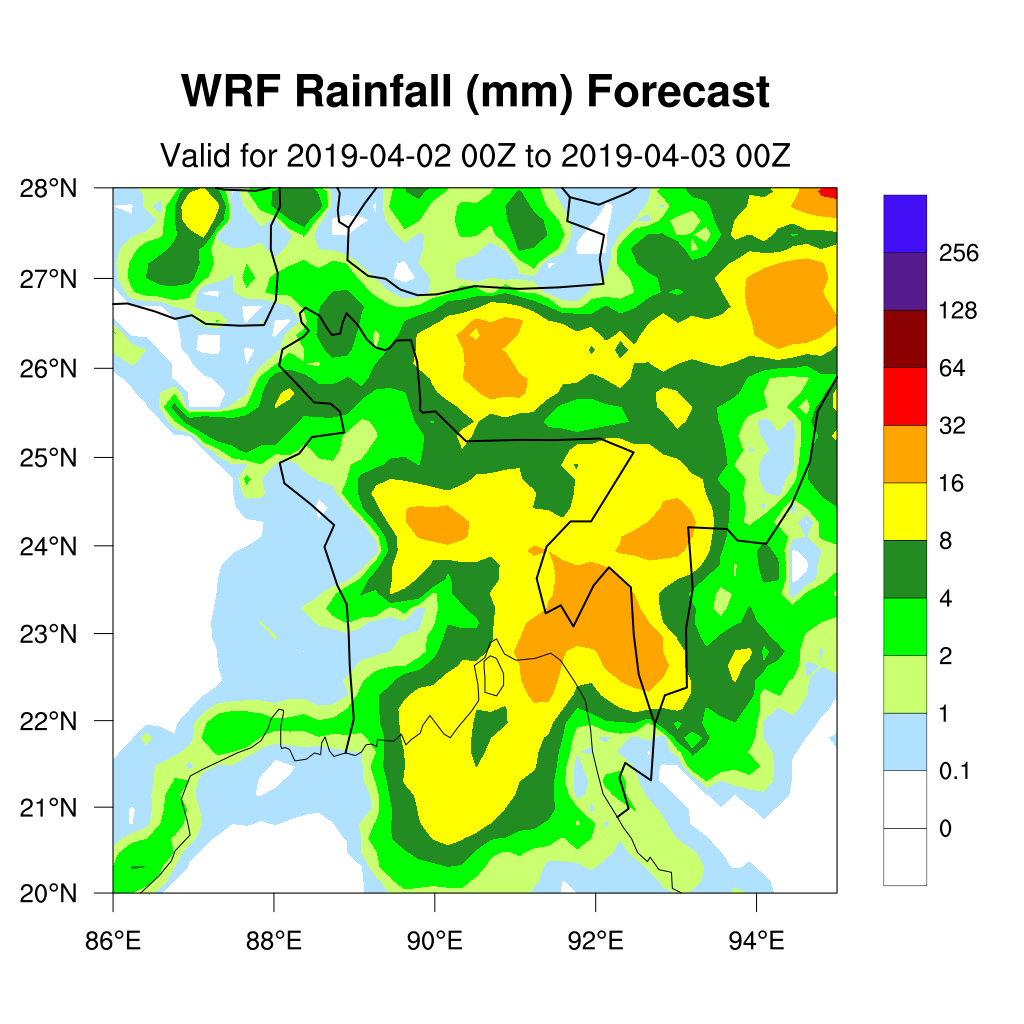 WRF Rainfall (mm) Forecast
Valid for 2019-04-02 00Z to 2019-04-03 00Z
28°N
27°N
26°N
25°N
24°N
23°N
22°N
21°N
20°N
86°E 88°E 90°E 92°E 94°E
256
128
64
32
16
8
4
2
1
0.1
0